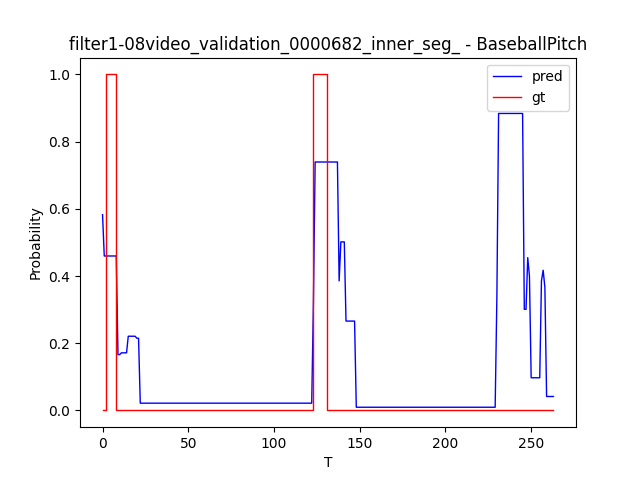 filter1-08video_validation_0000682_inner_seg_ - BaseballPitch
pred
gt
1.0
0.8
0.6
0.4
0.2
0.0
Probability
0
50
100
150
200
250
T